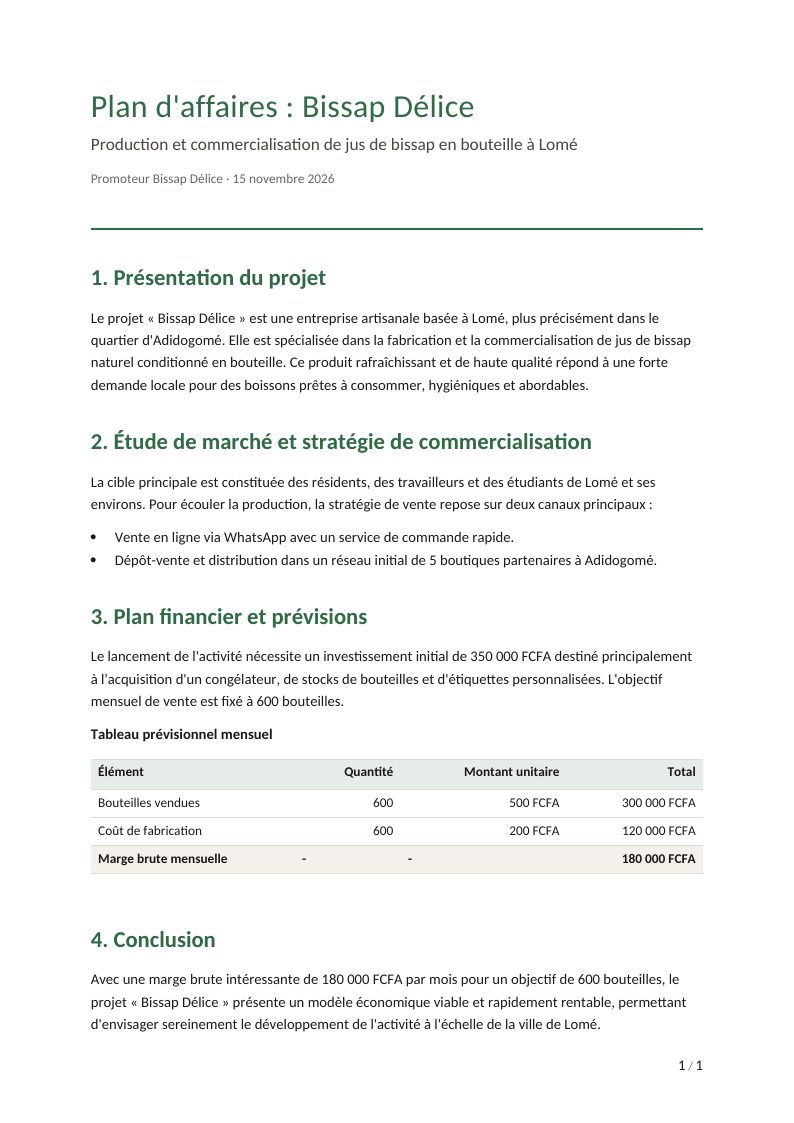 Plan d'affaires : Bissap Délice
Production et commercialisation de jus de bissap en bouteille à Lomé
Promoteur Bissap Délice · 15 novembre 2026
1. Présentation du projet
Le projet « Bissap Délice » est une entreprise artisanale basée à Lomé, plus précisément dans le
quartier d'Adidogomé. Elle est spécialisée dans la fabrication et la commercialisation de jus de bissap
naturel conditionné en bouteille. Ce produit rafraîchissant et de haute qualité répond à une forte
demande locale pour des boissons prêtes à consommer, hygiéniques et abordables.
2. Étude de marché et stratégie de commercialisation
La cible principale est constituée des résidents, des travailleurs et des étudiants de Lomé et ses
environs. Pour écouler la production, la stratégie de vente repose sur deux canaux principaux :
• Vente en ligne via WhatsApp avec un service de commande rapide.
• Dépôt-vente et distribution dans un réseau initial de 5 boutiques partenaires à Adidogomé.
3. Plan financier et prévisions
Le lancement de l'activité nécessite un investissement initial de 350 000 FCFA destiné principalement
à l'acquisition d'un congélateur, de stocks de bouteilles et d'étiquettes personnalisées. L'objectif
mensuel de vente est fixé à 600 bouteilles.
Tableau prévisionnel mensuel
Élément Quantité Montant unitaire Total
Bouteilles vendues 600 500 FCFA 300 000 FCFA
Coût de fabrication 600 200 FCFA 120 000 FCFA
Marge brute mensuelle - - 180 000 FCFA
4. Conclusion
Avec une marge brute intéressante de 180 000 FCFA par mois pour un objectif de 600 bouteilles, le
projet « Bissap Délice » présente un modèle économique viable et rapidement rentable, permettant
d'envisager sereinement le développement de l'activité à l'échelle de la ville de Lomé.
1 / 1